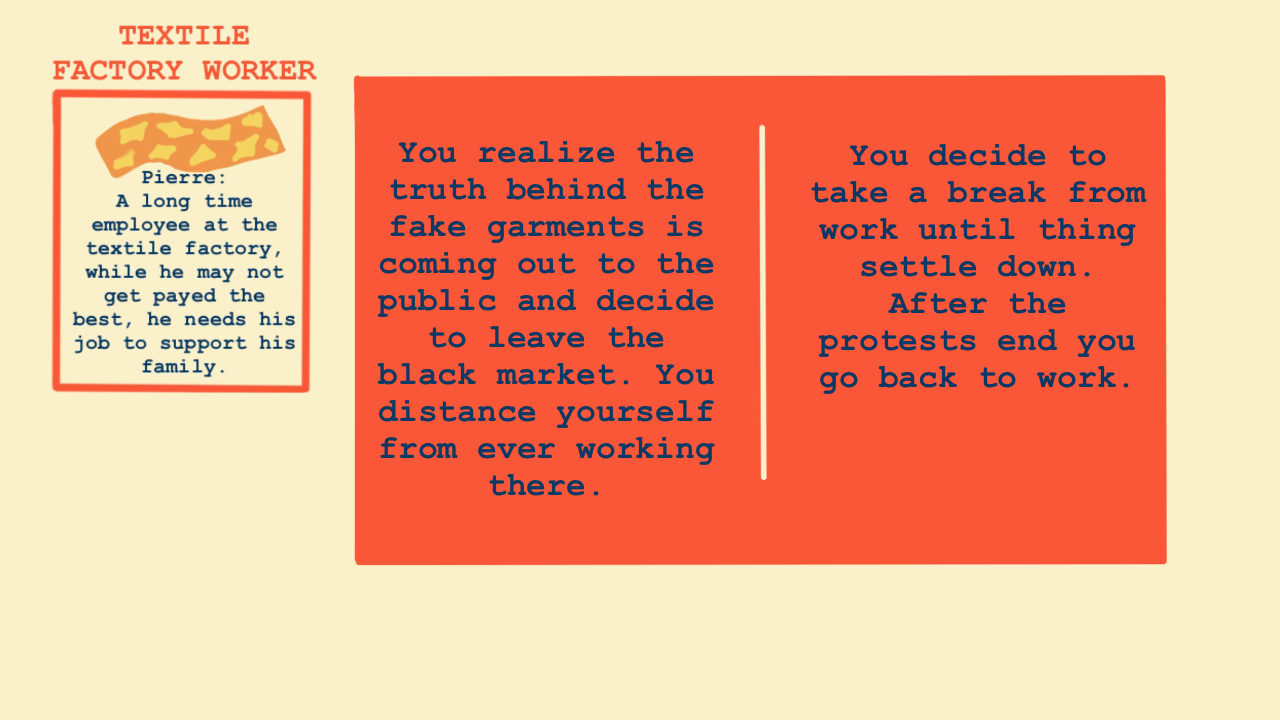 TEXTILE
FACTORY WORKER
Pierre:
A long time
employee at the
textile factory,
while he may not
get payed the
best, he needs his
job to support his
family.
You realize the
truth behind the
fake garments is
coming out to the
public and decide
to leave the
black market. You
distance yourself
from ever working
there.
You decide to
take a break from
work until thing
settle down.
After the
protests end you
go back to work.